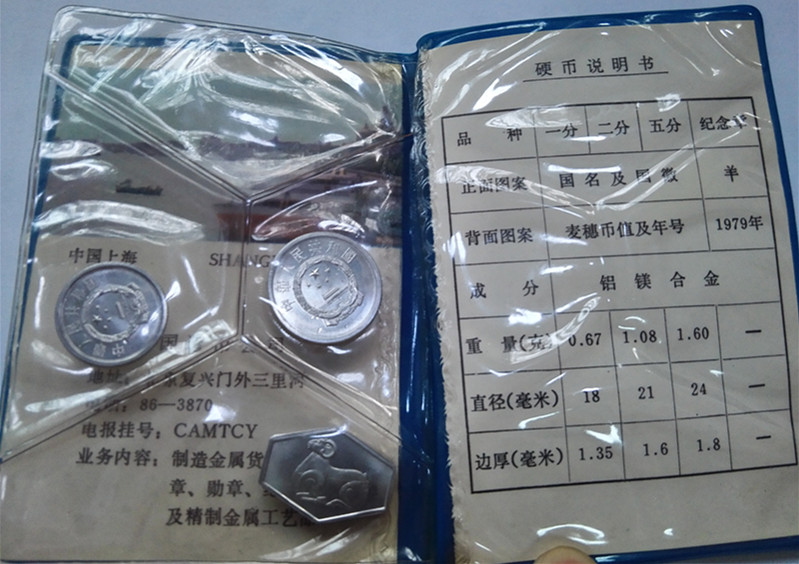 中国上海 SHANG
地址：北京复兴门外三里河
86—3870
电报挂号：CAMTCY
业务内容：制造金属货
章、勋章、
及精制金属工艺
硬币说明书
品 种 一分 二分 五分 纪念章
正面图案 国名及国徽 羊
背面图案 麦穗币值及年号 1979年
成 分 铝镁合金
重 量(克) 0.67 1.08 1.60 —
直径(毫米) 18 21 24 —
边厚(毫米) 1.35 1.6 1.8 —